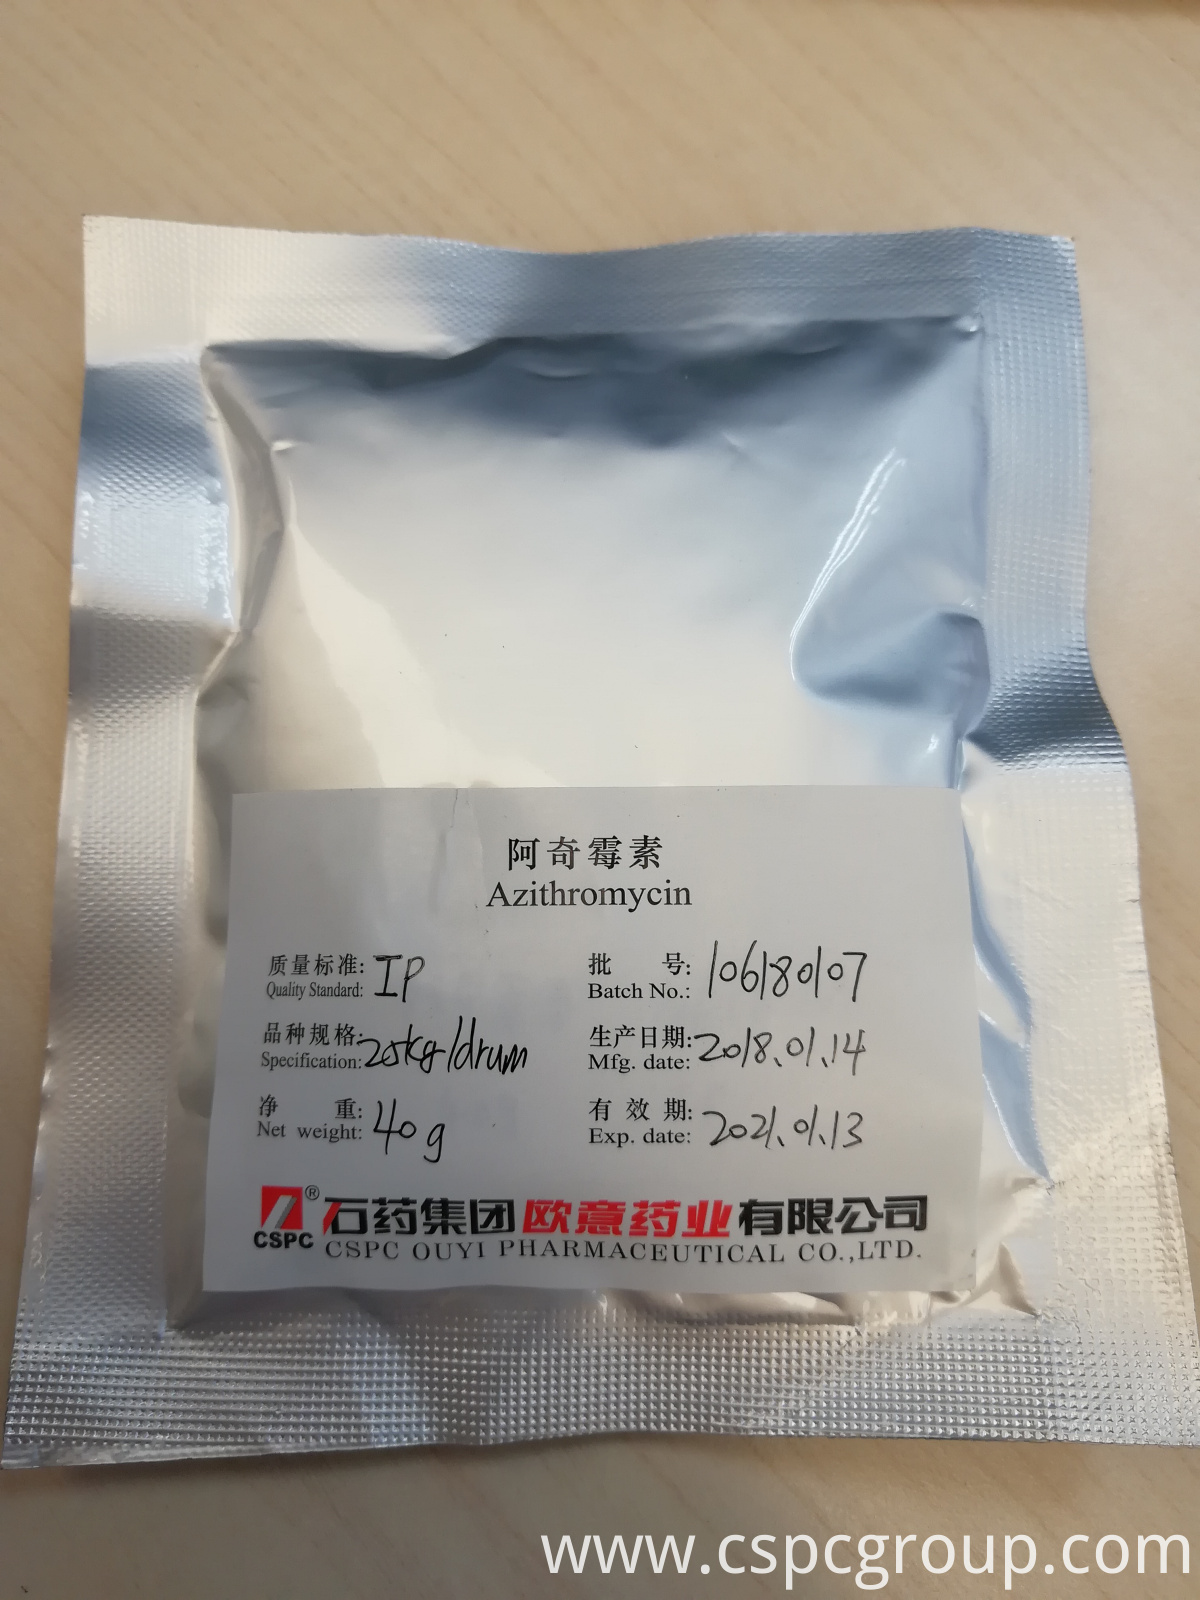 阿奇霉素
Azithromycin
质量标准: IP
Quality Standard:
批 号: 106180107
Batch No.:
品种规格: 25kg/drum
Specification:
生产日期: 2018.01.14
Mfg. date:
净 重: 40g
Net weight:
有效期: 2021.01.13
Exp. date:
® 石药集团欧意药业有限公司
CSPC CSPC OUYI PHARMACEUTICAL CO.,LTD.
www.cspcgroup.com